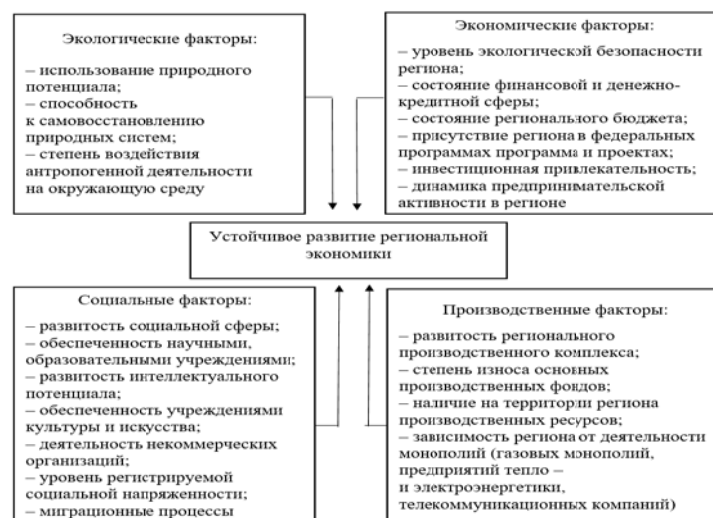 Экологические факторы:
– использование природного
потенциала;
– способность
к самовосстановлению
природных систем;
– степень воздействия
антропогенной деятельности
на окружающую среду
Экономические факторы:
– уровень экологической безопасности
региона;
– состояние финансовой и денежно-
кредитной сферы;
– состояние регионального бюджета;
– присутствие региона в федеральных
программах программа и проектах;
– инвестиционная привлекательность;
– динамика предпринимательской
активности в регионе
Устойчивое развитие региональной
экономики
Социальные факторы:
– развитость социальной сферы;
– обеспеченность научными,
образовательными учреждениями;
– развитость интеллектуального
потенциала;
– обеспеченность учреждениями
культуры и искусства;
– деятельность некоммерческих
организаций;
– уровень регистрируемой
социальной напряженности;
– миграционные процессы
Производственные факторы:
– развитость регионального
производственного комплекса;
– степень износа основных
производственных фондов;
– наличие на территории региона
производственных ресурсов;
– зависимость региона от деятельности
монополий (газовых монополий,
предприятий тепло –
и электроэнергетики,
телекоммуникационных компаний)